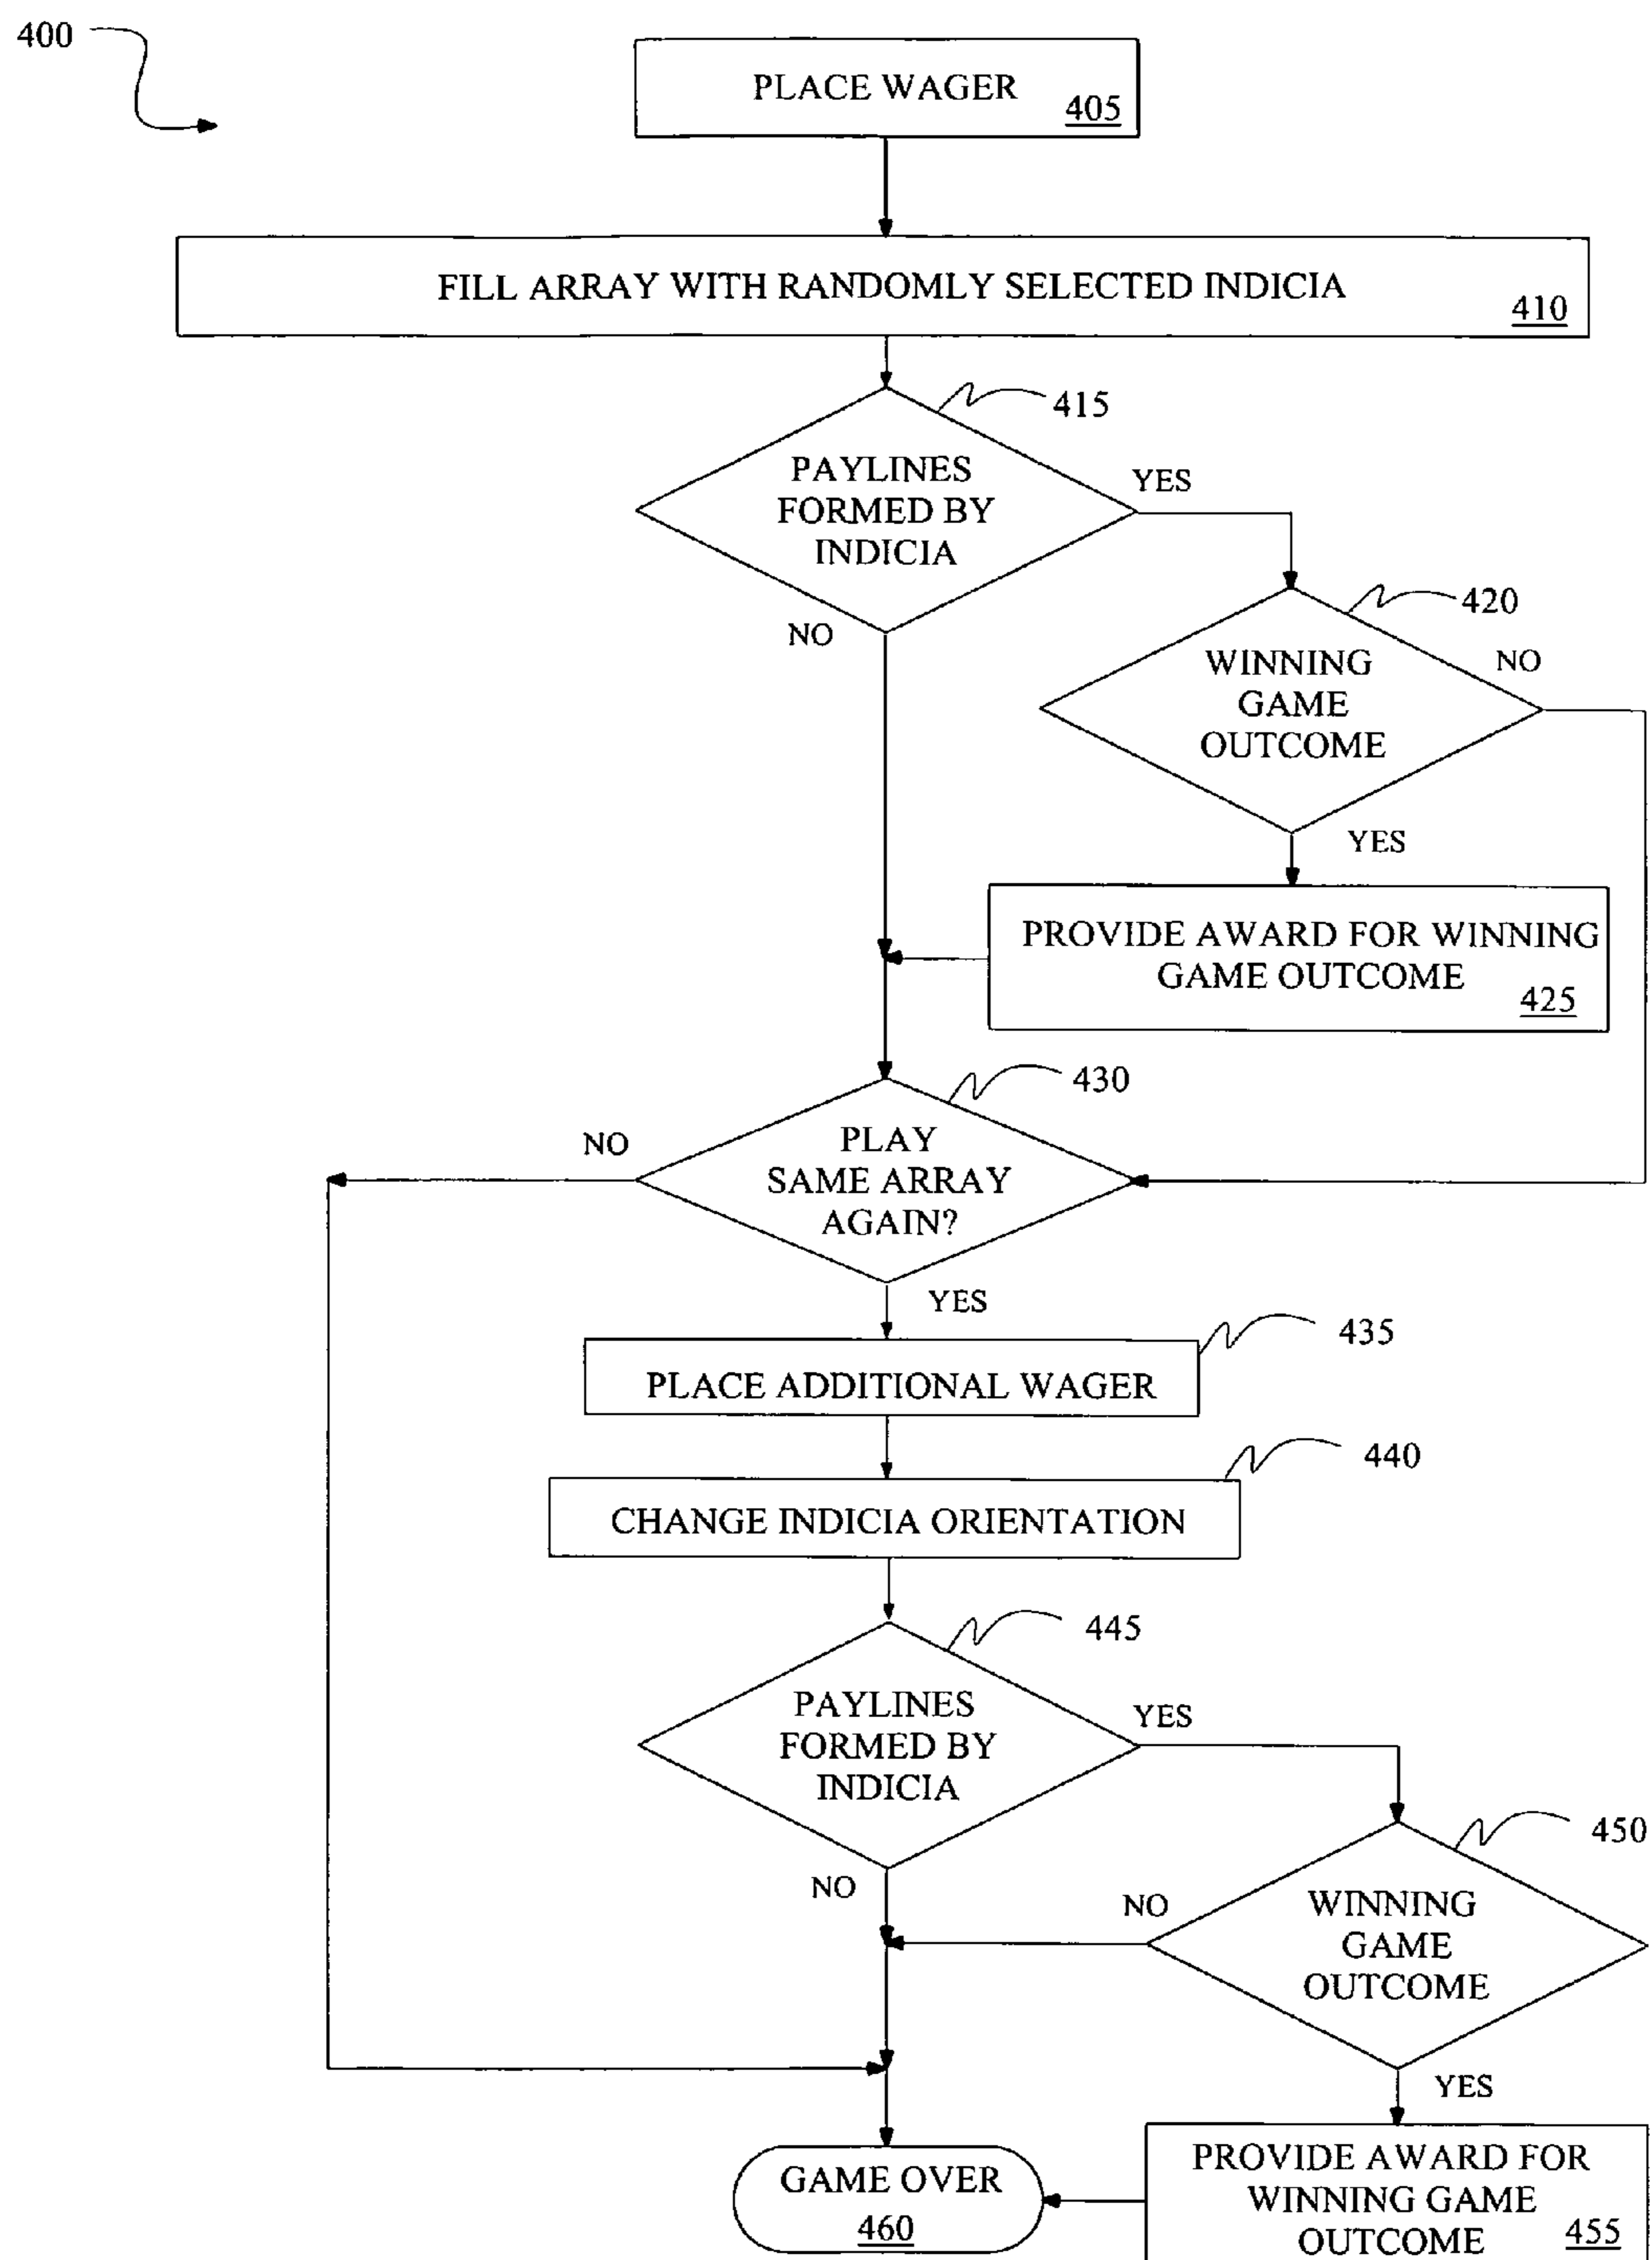 400
PLACE WAGER
405
FILL ARRAY WITH RANDOMLY SELECTED INDICIA
410
415
PAYLINES
FORMED BY
INDICIA
YES
NO
420
WINNING
GAME
OUTCOME
NO
YES
PROVIDE AWARD FOR WINNING
GAME OUTCOME
425
430
PLAY
SAME ARRAY
AGAIN?
NO
YES
435
PLACE ADDITIONAL WAGER
440
CHANGE INDICIA ORIENTATION
445
PAYLINES
FORMED BY
INDICIA
YES
NO
450
WINNING
GAME
OUTCOME
NO
YES
PROVIDE AWARD FOR
WINNING GAME
OUTCOME
455
GAME OVER
460